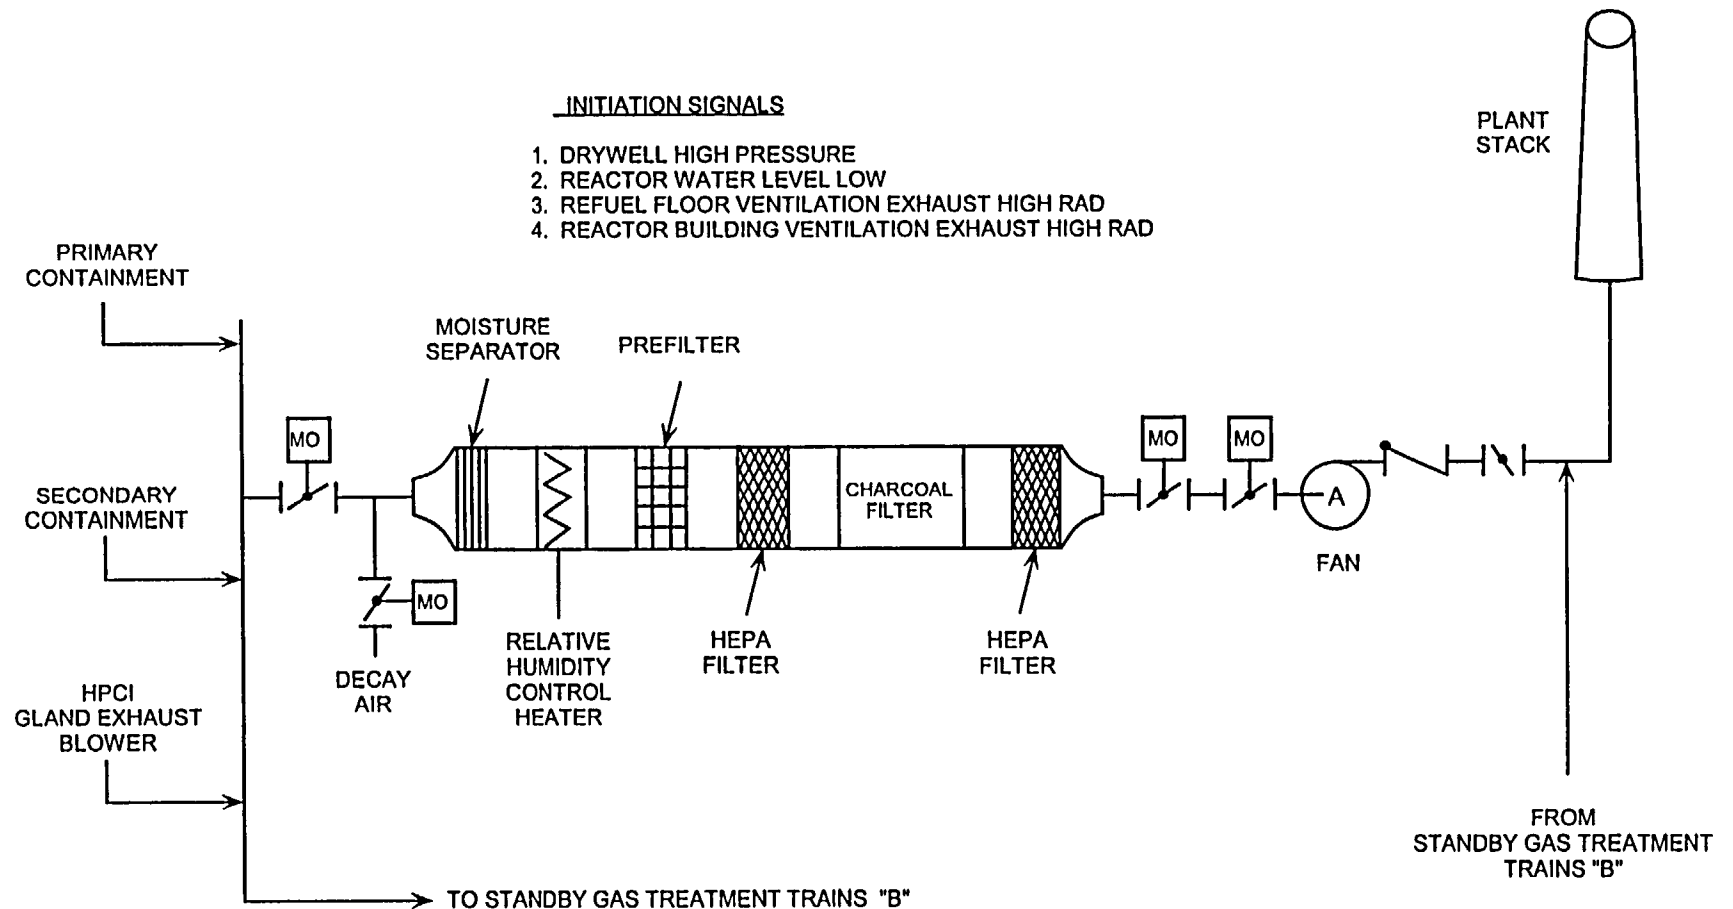 INITIATION SIGNALS
1. DRYWELL HIGH PRESSURE
2. REACTOR WATER LEVEL LOW
3. REFUEL FLOOR VENTILATION EXHAUST HIGH RAD
4. REACTOR BUILDING VENTILATION EXHAUST HIGH RAD
PLANT
STACK
PRIMARY
CONTAINMENT
MOISTURE
SEPARATOR
PREFILTER
MO
MO
MO
SECONDARY
CONTAINMENT
CHARCOAL
FILTER
A
FAN
MO
DECAY
AIR
RELATIVE
HUMIDITY
CONTROL
HEATER
HEPA
FILTER
HEPA
FILTER
HPCI
GLAND EXHAUST
BLOWER
FROM
STANDBY GAS TREATMENT
TRAINS "B"
TO STANDBY GAS TREATMENT TRAINS "B"